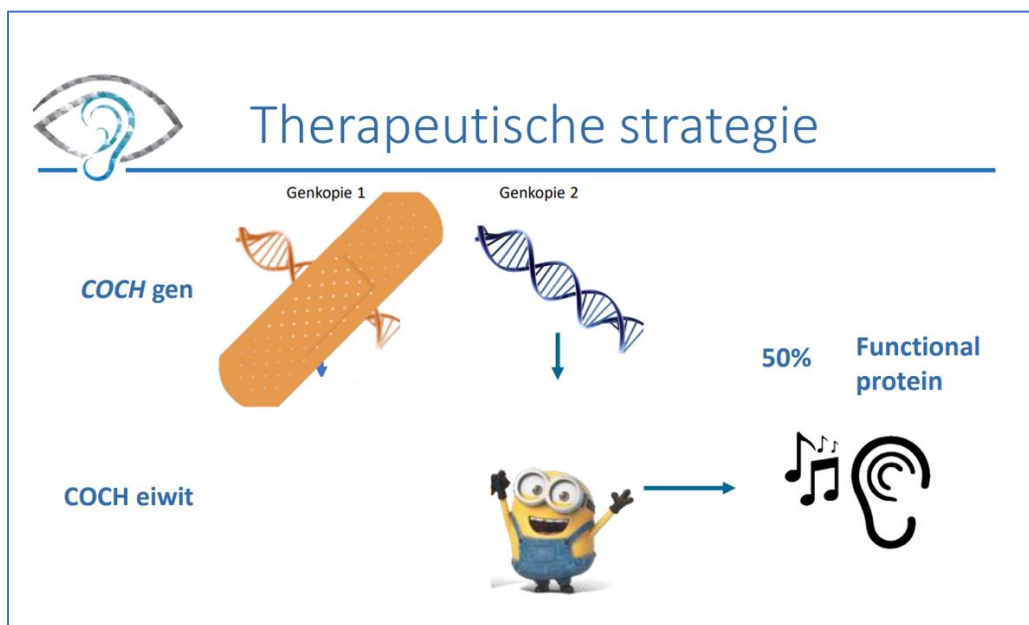 Therapeutische strategie
Genkopie 1
Genkopie 2
COCH gen
50%
Functional
protein
COCH eiwit